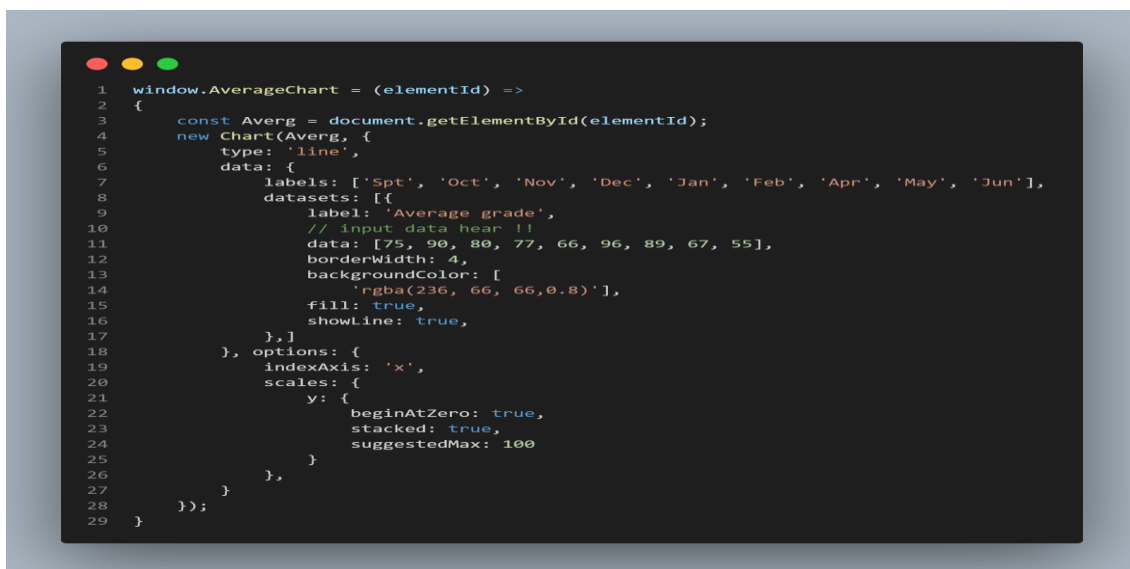 1 window.AverageChart = (elementId) =>
2 {
3 const Averg = document.getElementById(elementId);
4 new Chart(Averg, {
5 type: 'line',
6 data: {
7 labels: ['Spt', 'Oct', 'Nov', 'Dec', 'Jan', 'Feb', 'Apr', 'May', 'Jun'],
8 datasets: [{
9 label: 'Average grade',
10 // input data hear !!
11 data: [75, 90, 80, 77, 66, 96, 89, 67, 55],
12 borderWidth: 4,
13 backgroundColor: [
14 'rgba(236, 66, 66,0.8)'],
15 fill: true,
16 showLine: true,
17 },]
18 }, options: {
19 indexAxis: 'x',
20 scales: {
21 y: {
22 beginAtZero: true,
23 stacked: true,
24 suggestedMax: 100
25 }
26 },
27 }
28 });
29 }